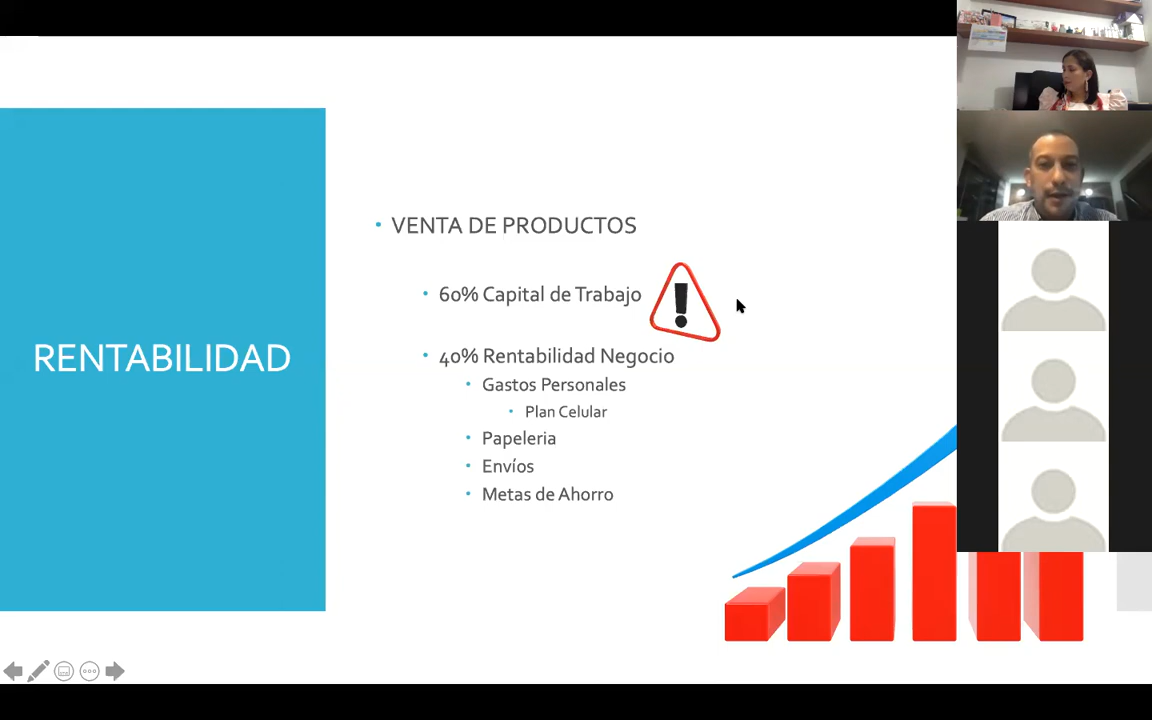 RENTABILIDAD
• VENTA DE PRODUCTOS
• 60% Capital de Trabajo
• 40% Rentabilidad Negocio
• Gastos Personales
• Plan Celular
• Papeleria
• Envíos
• Metas de Ahorro